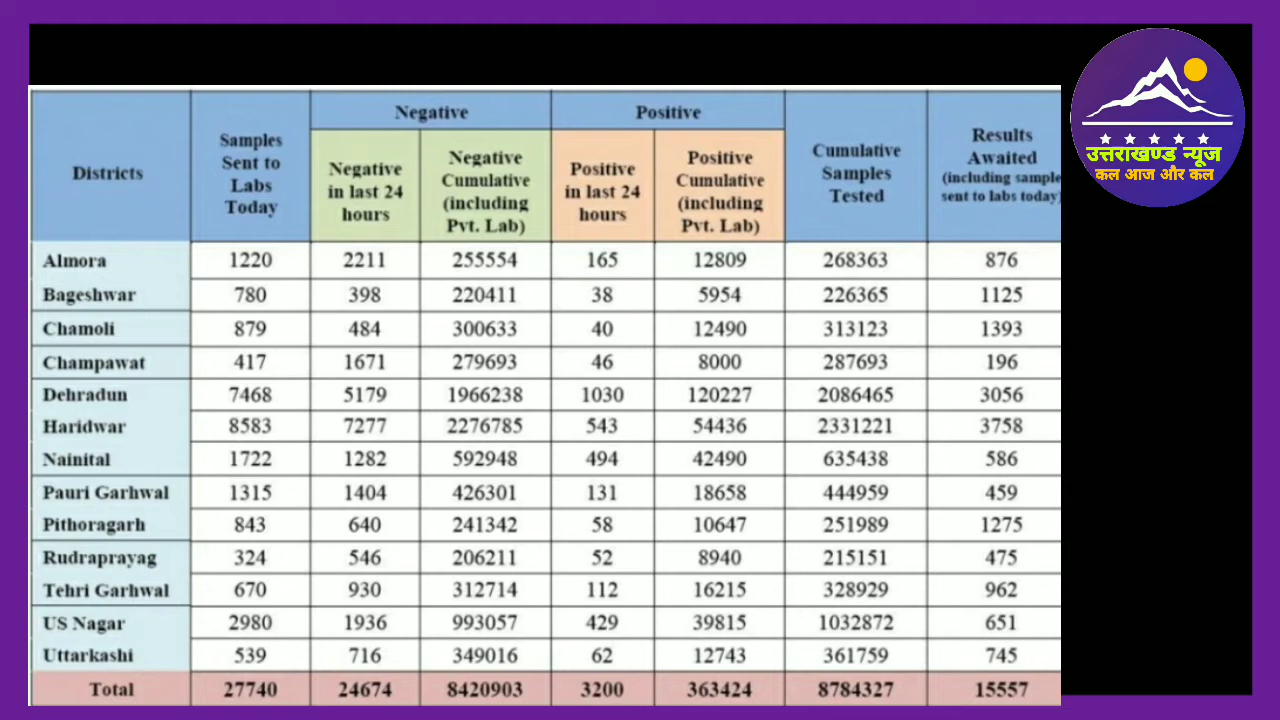 Districts Samples Sent to Labs Today Negative Positive Cumulative Samples Tested Results Awaited (including sample sent to labs today)
Negative in last 24 hours Negative Cumulative (including Pvt. Lab) Positive in last 24 hours Positive Cumulative (including Pvt. Lab)
Almora 1220 2211 255554 165 12809 268363 876
Bageshwar 780 398 220411 38 5954 226365 1125
Chamoli 879 484 300633 40 12490 313123 1393
Champawat 417 1671 279693 46 8000 287693 196
Dehradun 7468 5179 1966238 1030 120227 2086465 3056
Haridwar 8583 7277 2276785 543 54436 2331221 3758
Nainital 1722 1282 592948 494 42490 635438 586
Pauri Garhwal 1315 1404 426301 131 18658 444959 459
Pithoragarh 843 640 241342 58 10647 251989 1275
Rudraprayag 324 546 206211 52 8940 215151 475
Tehri Garhwal 670 930 312714 112 16215 328929 962
US Nagar 2980 1936 993057 429 39815 1032872 651
Uttarkashi 539 716 349016 62 12743 361759 745
Total 27740 24674 8420903 3200 363424 8784327 15557
उत्तराखण्ड न्यूज
कल आज और कल